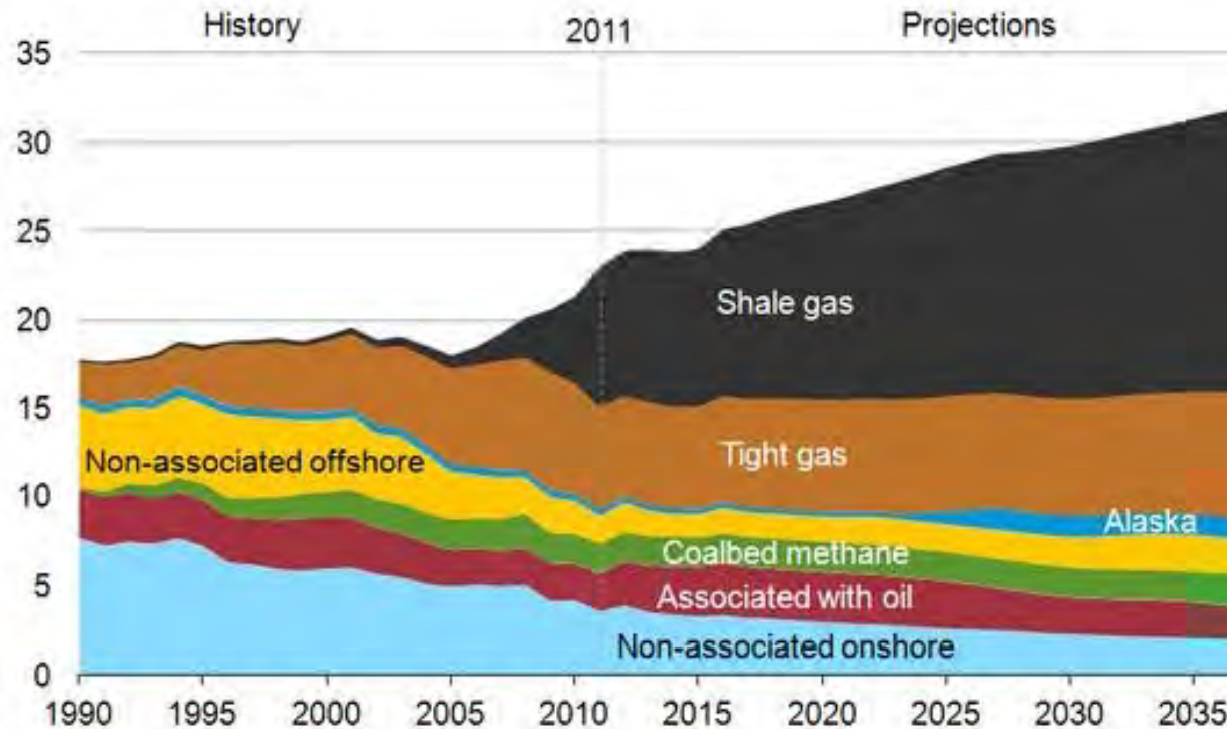 History 2011 Projections
35
30
25
20
15
10
5
0
Shale gas
Tight gas
Non-associated offshore
Alaska
Coalbed methane
Associated with oil
Non-associated onshore
1990 1995 2000 2005 2010 2015 2020 2025 2030 2035